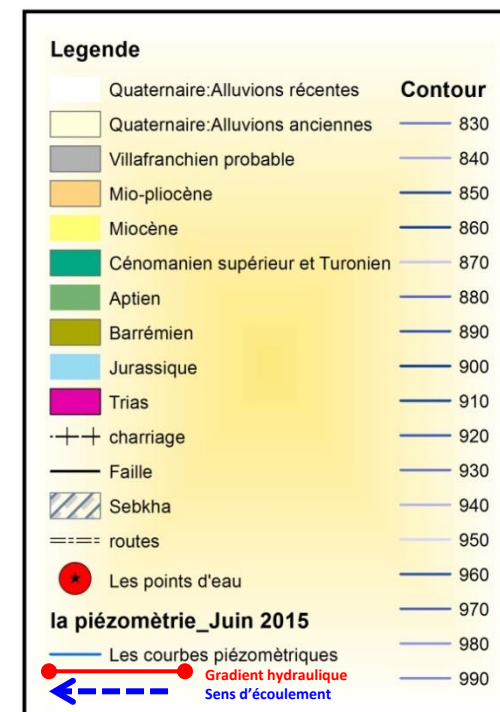 Legende
Quaternaire:Alluvions récentes
Quaternaire:Alluvions anciennes
Villafranchien probable
Mio-pliocène
Miocène
Cénomanien supérieur et Turonien
Aptien
Barrémien
Jurassique
Trias
charriage
Faille
Sebkha
routes
Les points d'eau
la piézomètrie_Juin 2015
Les courbes piézomètriques
Gradient hydraulique
Sens d'écoulement
Contour
830
840
850
860
870
880
890
900
910
920
930
940
950
960
970
980
990